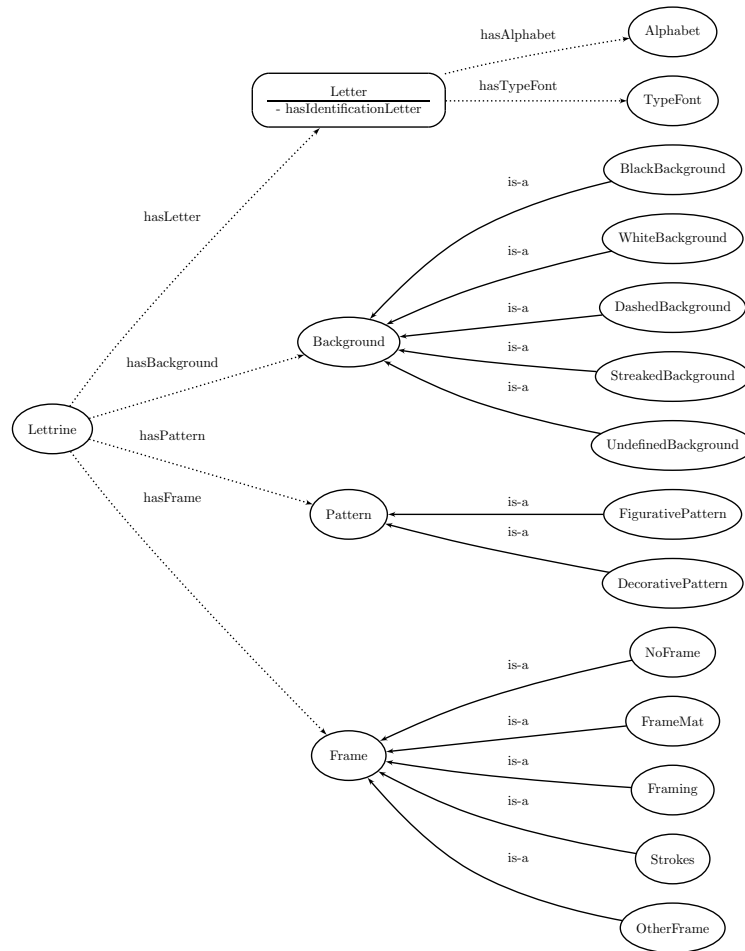 Alphabet
hasAlphabet
hasTypeFont
Letter
- hasIdentificationLetter
TypeFont
BlackBackground
is-a
hasLetter
WhiteBackground
is-a
DashedBackground
is-a
Background
is-a
hasBackground
StreakedBackground
is-a
Lettrine
hasPattern
UndefinedBackground
hasFrame
is-a
Pattern
FigurativePattern
is-a
DecorativePattern
NoFrame
is-a
is-a
FrameMat
Frame
is-a
Framing
is-a
is-a
Strokes
OtherFrame